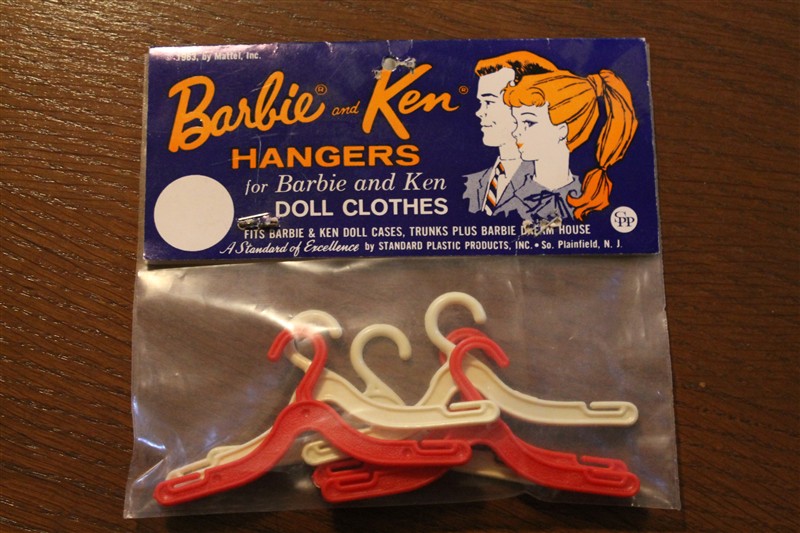 © 1963, by Mattel, Inc.
Barbie® and Ken®
HANGERS
for Barbie and Ken
DOLL CLOTHES
FITS BARBIE & KEN DOLL CASES, TRUNKS PLUS BARBIE DREAM HOUSE
A Standard of Excellence by STANDARD PLASTIC PRODUCTS, INC. • So. Plainfield, N. J.
SPP